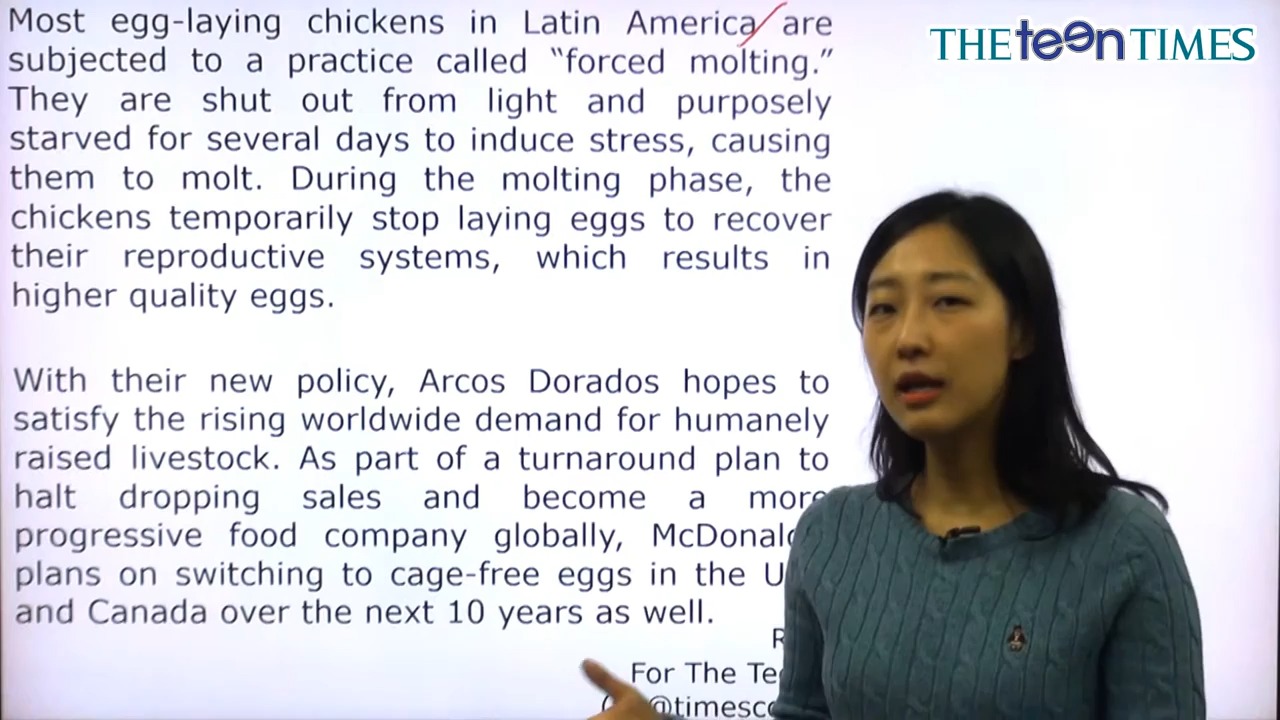 THE teen TIMES
Most egg-laying chickens in Latin America are
subjected to a practice called “forced molting.”
They are shut out from light and purposely
starved for several days to induce stress, causing
them to molt. During the molting phase, the
chickens temporarily stop laying eggs to recover
their reproductive systems, which results in
higher quality eggs.
With their new policy, Arcos Dorados hopes to
satisfy the rising worldwide demand for humanely
raised livestock. As part of a turnaround plan to
halt dropping sales and become a more
progressive food company globally,
plans on switching to cage-free eggs in the
and Canada over the next 10 years as well.
For The